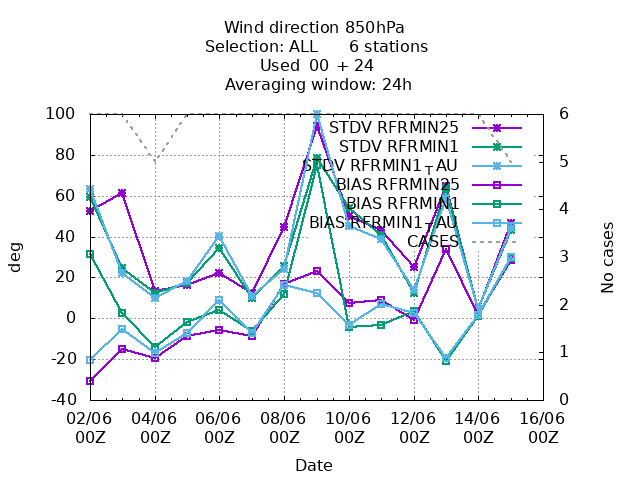 Wind direction 850hPa
Selection: ALL 6 stations
Used 00 + 24
Averaging window: 24h
STDV RFRMIN25
STDV RFRMIN1
STDV RFRMIN1_TAU
BIAS RFRMIN25
BIAS RFRMIN1
BIAS RFRMIN1_TAU
CASES
100
80
60
40
20
0
-20
-40
deg
6
5
4
3
2
1
0
No cases
02/06 04/06 06/06 08/06 10/06 12/06 14/06 16/06
00Z 00Z 00Z 00Z 00Z 00Z 00Z 00Z
Date